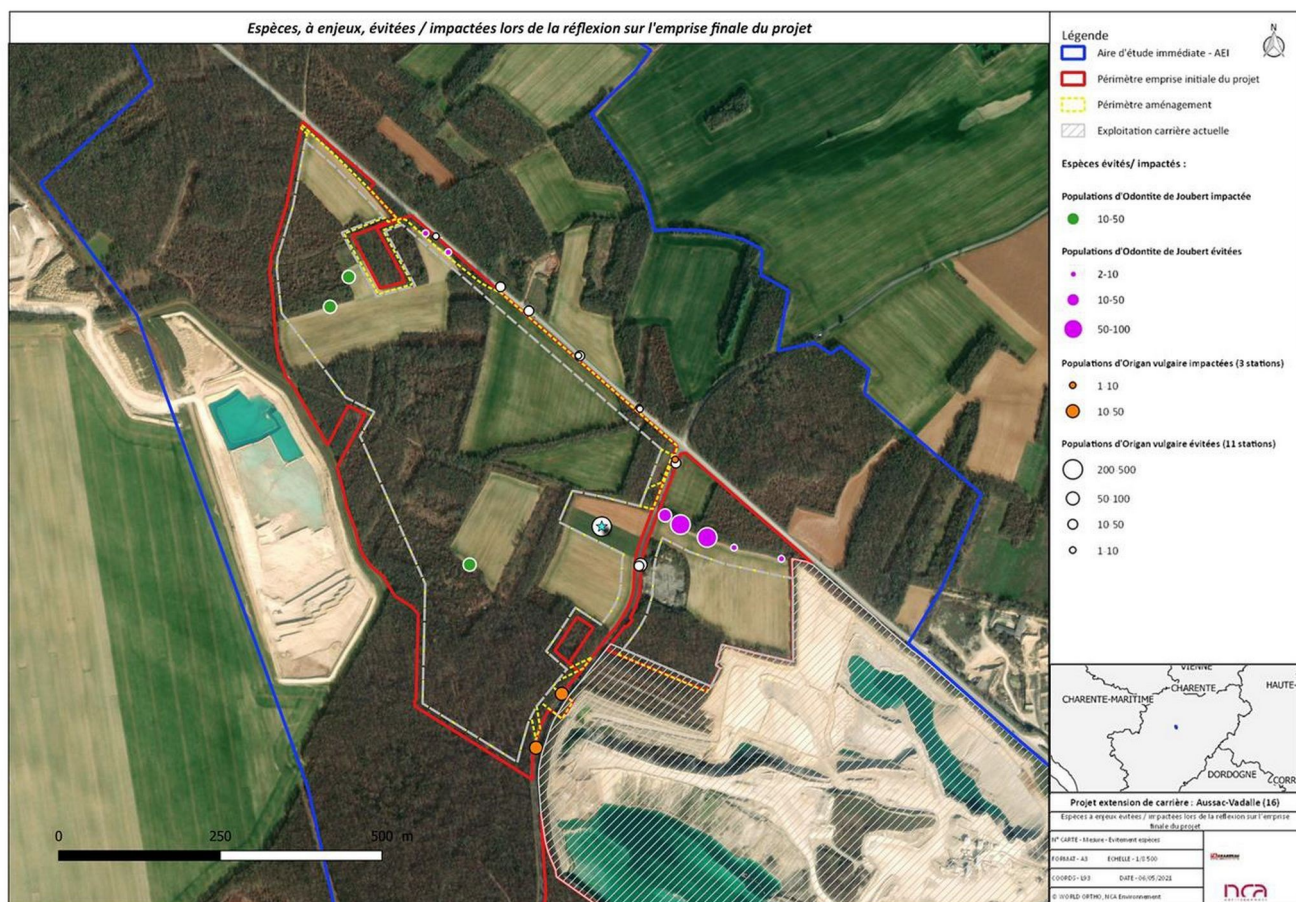 Espèces, à enjeux, évitées / impactées lors de la réflexion sur l'emprise finale du projet
Légende
N
Aire d'étude immédiate - AEI
Périmètre emprise initiale du projet
Périmètre aménagement
Exploitation carrière actuelle
Espèces évités/ impactés :
Populations d'Odontite de Joubert impactée
10-50
Populations d'Odontite de Joubert évitées
2-10
10-50
50-100
Populations d'Origan vulgaire impactées (3 stations)
1-10
10-50
Populations d'Origan vulgaire évitées (11 stations)
200-500
50-100
10-50
1-10
0 250 500 m
VIENNE
CHARENTE-MARITIME
CHARENTE
HAUTE-
DORDOGNE
CORR
Projet extension de carrière : Aussac-Vadalle (16)
Espèces à enjeux évitées / impactées lors de la réflexion sur l'emprise
finale du projet
N° CARTE - Mesure - Evitement espèces
FORMAT - A3 ECHELLE - 1/8 500
COORDS - L93 DATE - 06/05/2021
© WORLD ORTHO, NCA Environnement
nca